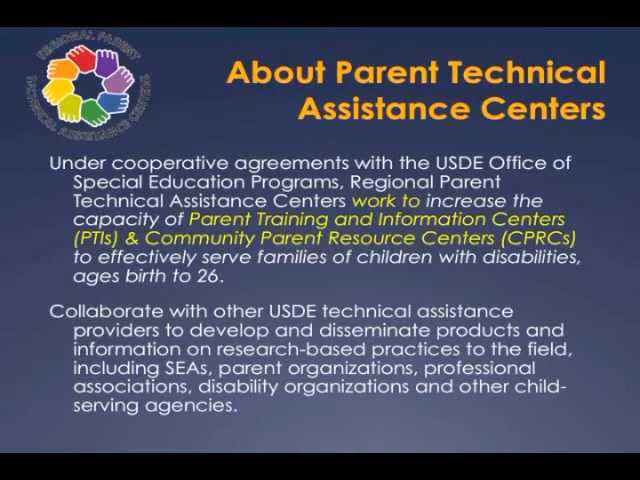 REGIONAL PARENT
TECHNICAL ASSISTANCE CENTERS
About Parent Technical
Assistance Centers
Under cooperative agreements with the USDE Office of
Special Education Programs, Regional Parent
Technical Assistance Centers work to increase the
capacity of Parent Training and Information Centers
(PTIs) & Community Parent Resource Centers (CPRCs)
to effectively serve families of children with disabilities,
ages birth to 26.
Collaborate with other USDE technical assistance
providers to develop and disseminate products and
information on research-based practices to the field,
including SEAs, parent organizations, professional
associations, disability organizations and other child-
serving agencies.